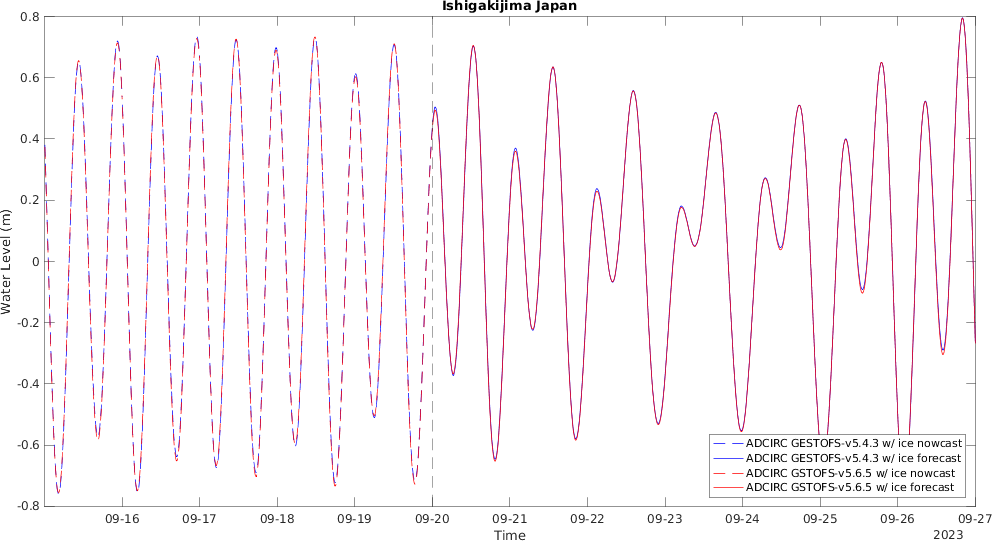 Ishigakijima Japan
0.8
0.6
0.4
0.2
0
-0.2
-0.4
-0.6
-0.8
Water Level (m)
ADCIRC GESTOFS-v5.4.3 w/ ice nowcast
ADCIRC GESTOFS-v5.4.3 w/ ice forecast
ADCIRC GSTOFS-v5.6.5 w/ ice nowcast
ADCIRC GSTOFS-v5.6.5 w/ ice forecast
09-16 09-17 09-18 09-19 09-20 09-21 09-22 09-23 09-24 09-25 09-26 09-27
Time
2023